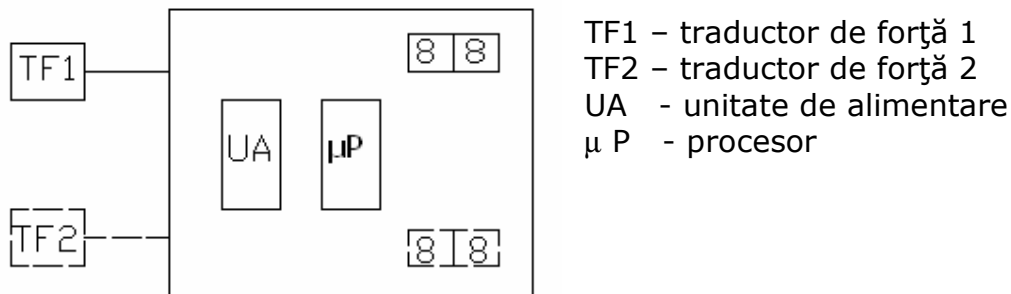 TF1
TF2
UA
μP
8 8
8 8
TF1 – traductor de forţă 1
TF2 – traductor de forţă 2
UA - unitate de alimentare
μ P - procesor